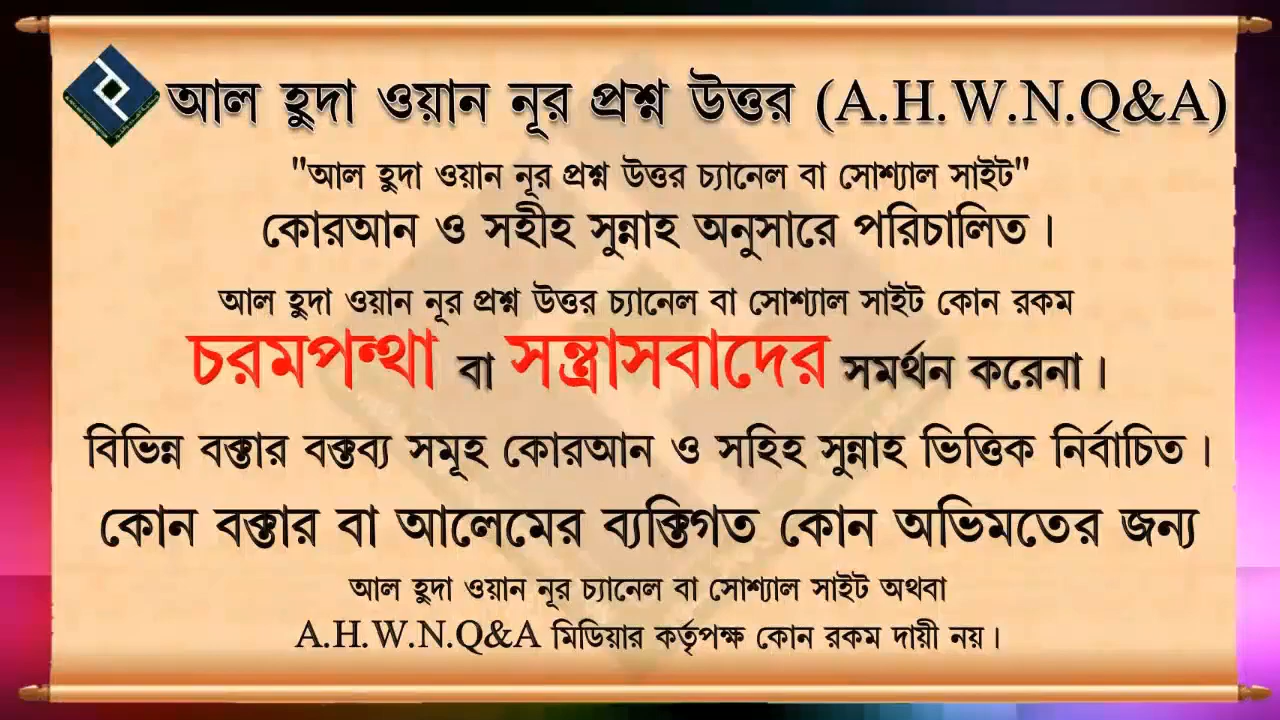 আল হুদা ওয়ান নূর প্রশ্ন উত্তর (A.H.W.N.Q&A)
"আল হুদা ওয়ান নূর প্রশ্ন উত্তর চ্যানেল বা সোশ্যাল সাইট"
কোরআন ও সহীহ সুন্নাহ অনুসারে পরিচালিত।
আল হুদা ওয়ান নূর প্রশ্ন উত্তর চ্যানেল বা সোশ্যাল সাইট কোন রকম
চরমপন্থা বা সন্ত্রাসবাদের সমর্থন করেনা।
বিভিন্ন বক্তার বক্তব্য সমূহ কোরআন ও সহিহ সুন্নাহ ভিত্তিক নির্বাচিত।
কোন বক্তার বা আলেমের ব্যক্তিগত কোন অভিমতের জন্য
আল হুদা ওয়ান নূর চ্যানেল বা সোশ্যাল সাইট অথবা
A.H.W.N.Q&A মিডিয়ার কর্তৃপক্ষ কোন রকম দায়ী নয়।